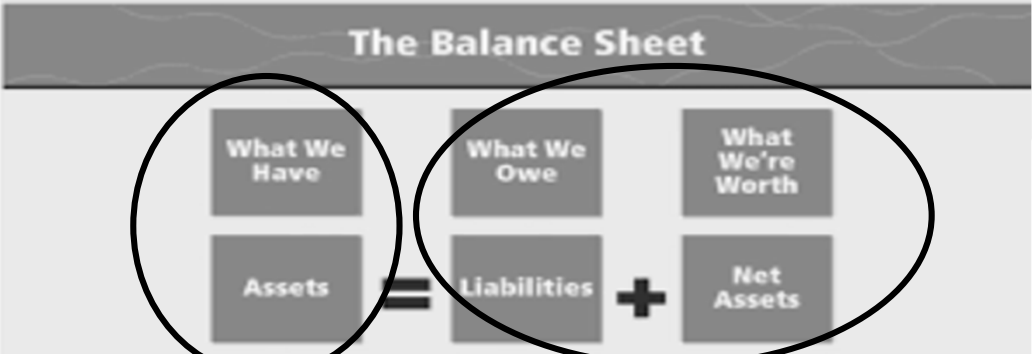 The Balance Sheet
What We
Have
What We
Owe
What
We're
Worth
Assets
=
Liabilities
+
Net
Assets